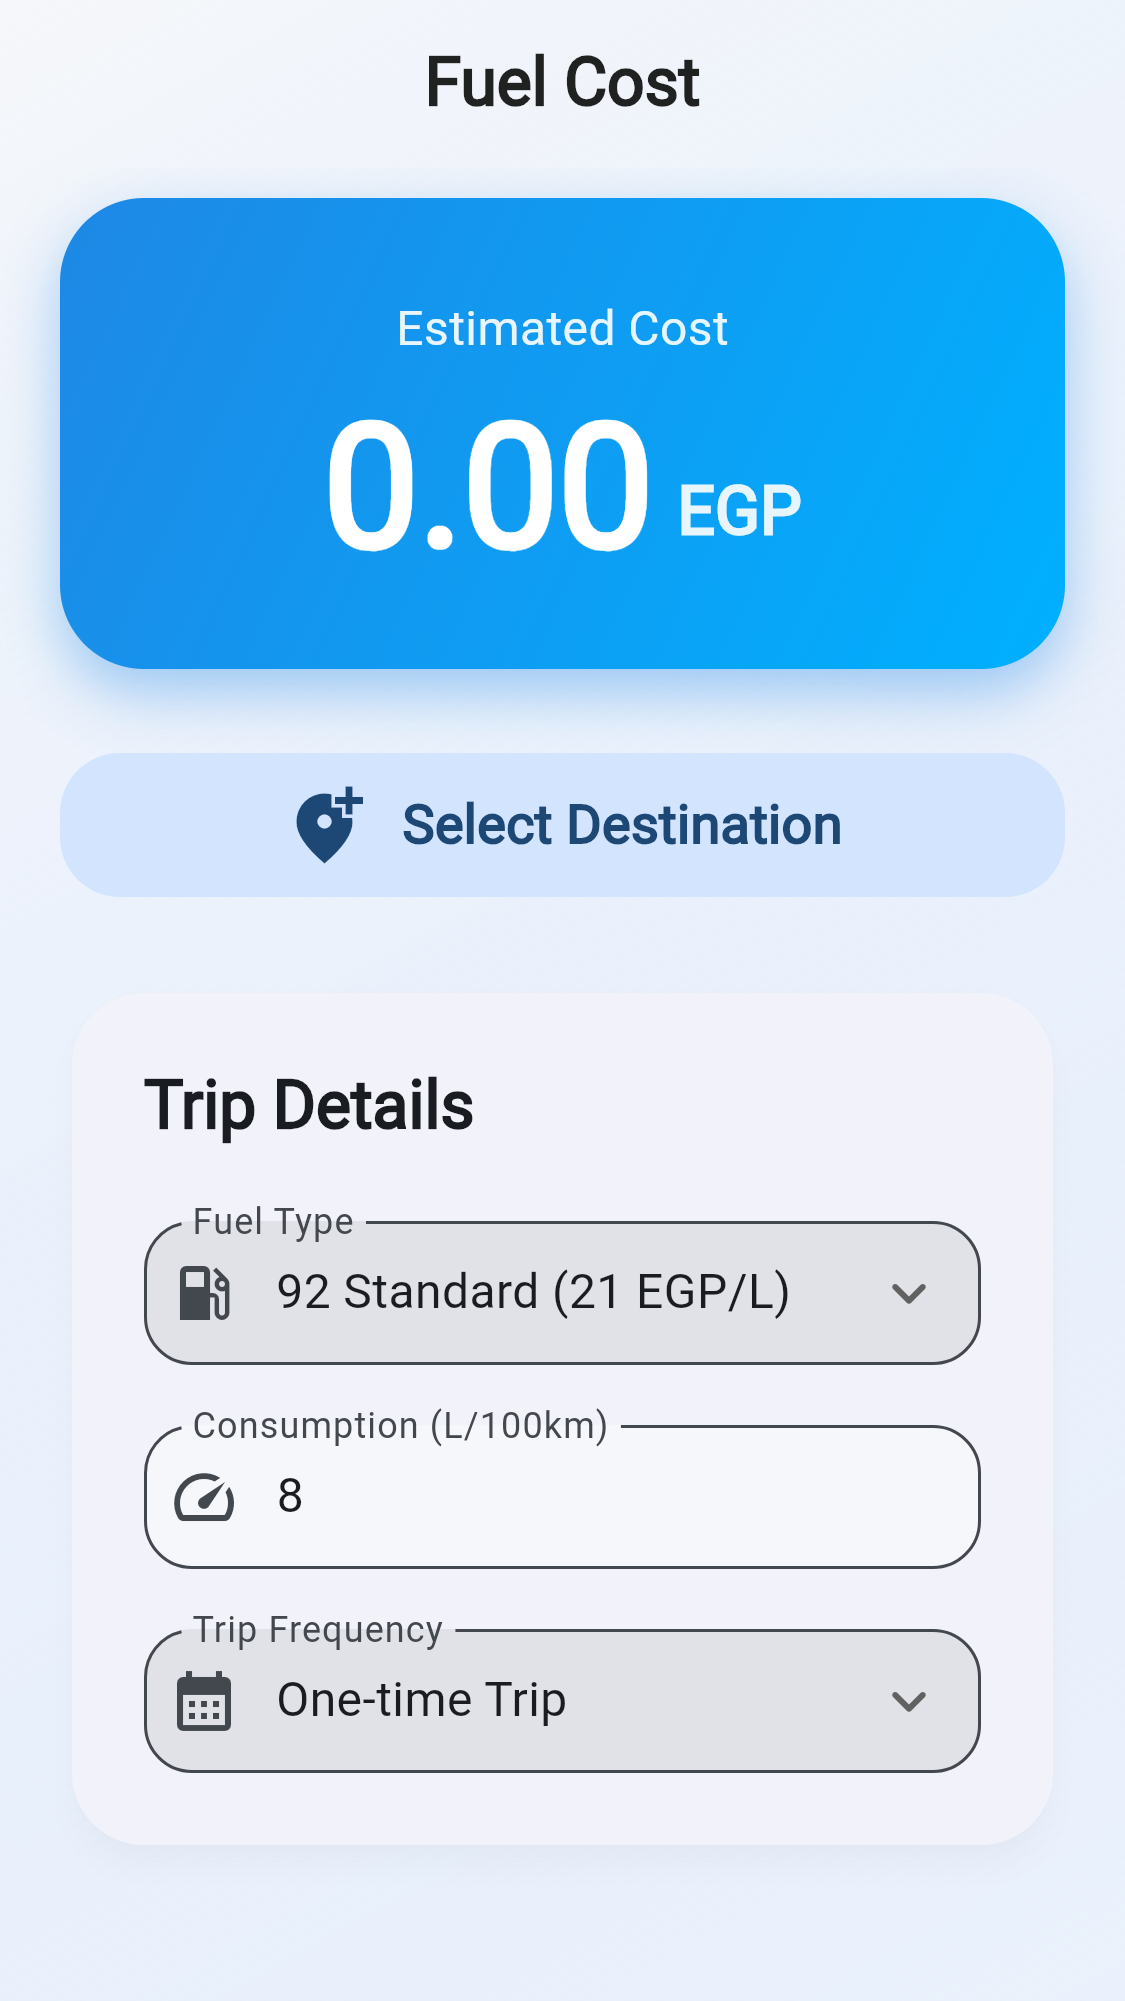 Fuel Cost
Estimated Cost
0.00 EGP
Select Destination
Trip Details
Fuel Type
92 Standard (21 EGP/L)
Consumption (L/100km)
8
Trip Frequency
One-time Trip